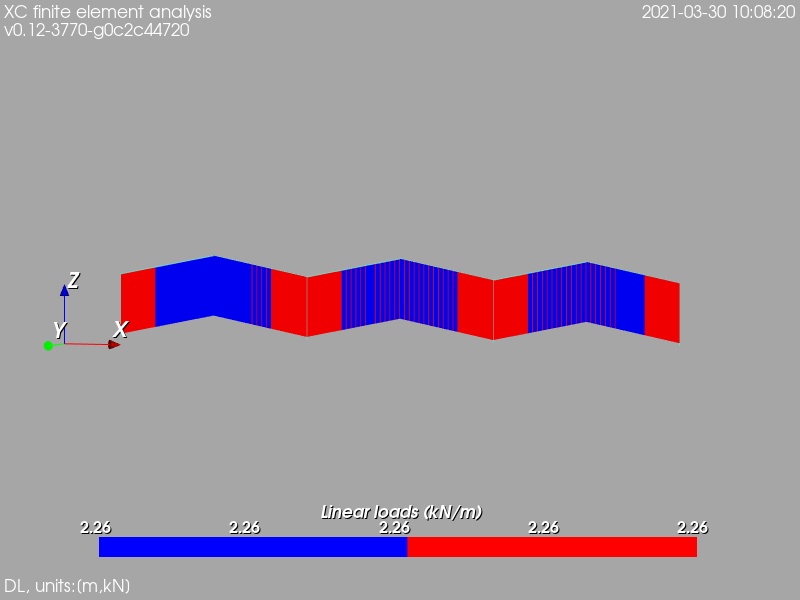 XC finite element analysis
2021-03-30 10:08:20
v0.12-3770-g0c2c44720
Z
Y
X
Linear loads (kN/m)
2.26 2.26 2.26 2.26 2.26
DL, units:[m,kN]